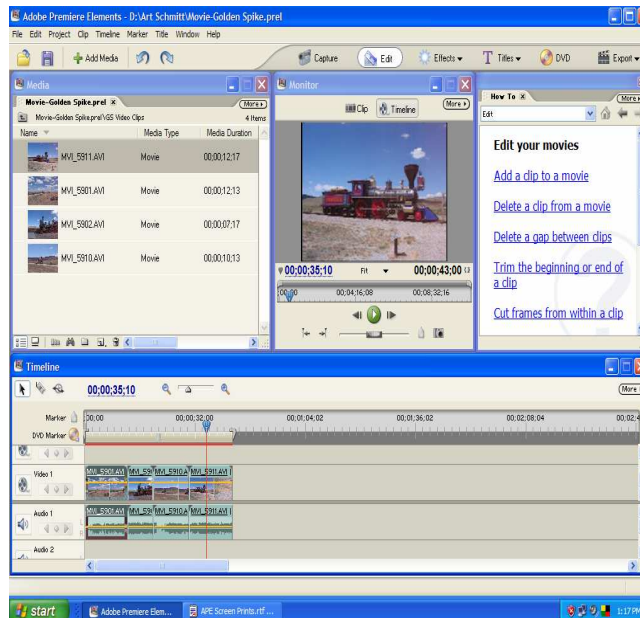 Adobe Premiere Elements - D:\Art Schmitt\Movie-Golden Spike.prel
File Edit Project Clip Timeline Marker Title Window Help
Add Media Capture Edit Effects Titles DVD Export
Media
Movie-Golden Spike.prel
More
Movie-Golden Spike.prel\GS Video Clips 4 Items
Name Media Type Media Duration
MVI_5911.AVI Movie 00;00;12;17
MVI_5901.AVI Movie 00;00;12;13
MVI_5902.AVI Movie 00;00;07;17
MVI_5910.AVI Movie 00;00;10;13
Monitor
Clip Timeline More
00;00;35;10 Fit 00;00;43;00
00;00 00;04;16;08 00;08;32;16
How To
More
Edit
Edit your movies
Add a clip to a movie
Delete a clip from a movie
Delete a gap between clips
Trim the beginning or end of
a clip
Cut frames from within a clip
Timeline
00;00;35;10
More
Marker 00;00 00;00;32;00 00;01;04;02 00;01;36;02 00;02;08;04 00;02;4
DVD Marker
Video 1 MVI_5901.AVI MVI_590 MVI_5910.A MVI_5911.AVI
Audio 1 MVI_5901.AVI MVI_590 MVI_5910.A MVI_5911.AVI
L
R
Audio 2
start Adobe Premiere Elem... APE Screen Prints.rtf ... 1:17 PM